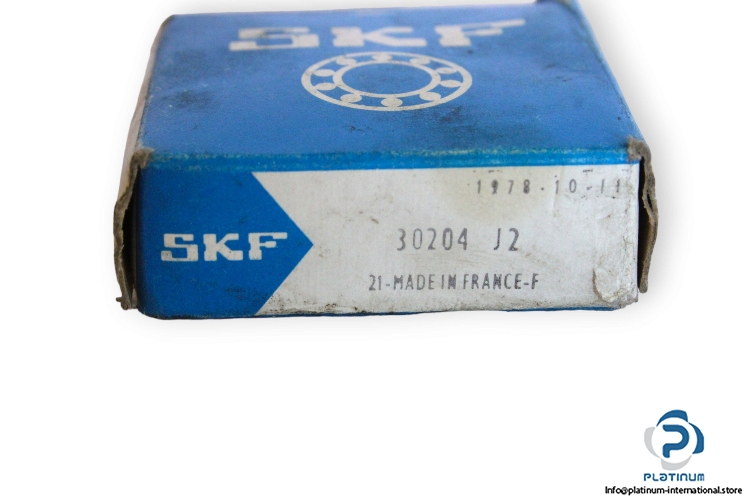 SKF
1978-10-11
SKF
30204 J2
21-MADE IN FRANCE-F
PLATINUM
Info@platinum-international.store